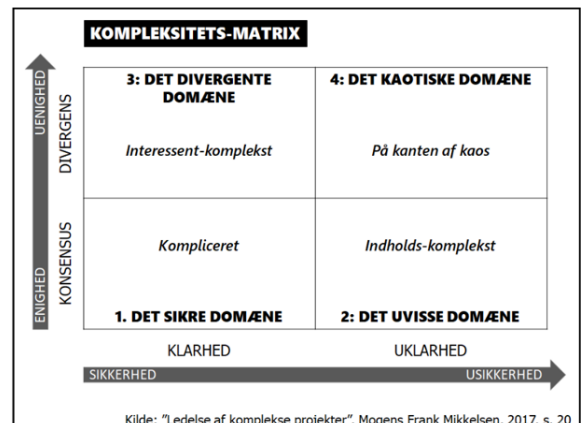 KOMPLEKSITETS-MATRIX
UENIGHED
DIVERGENS
3: DET DIVERGENTE
DOMÆNE
Interessent-komplekst
4: DET KAOTISKE DOMÆNE
På kanten af kaos
ENIGHED
KONSENSUS
Kompliceret
1. DET SIKRE DOMÆNE
Indholds-komplekst
2: DET UVISSE DOMÆNE
KLARHED
UKLARHED
SIKKERHED
USIKKERHED
Kilde: "Ledelse af komplekse projekter", Mogens Frank Mikkelsen, 2017, s. 20